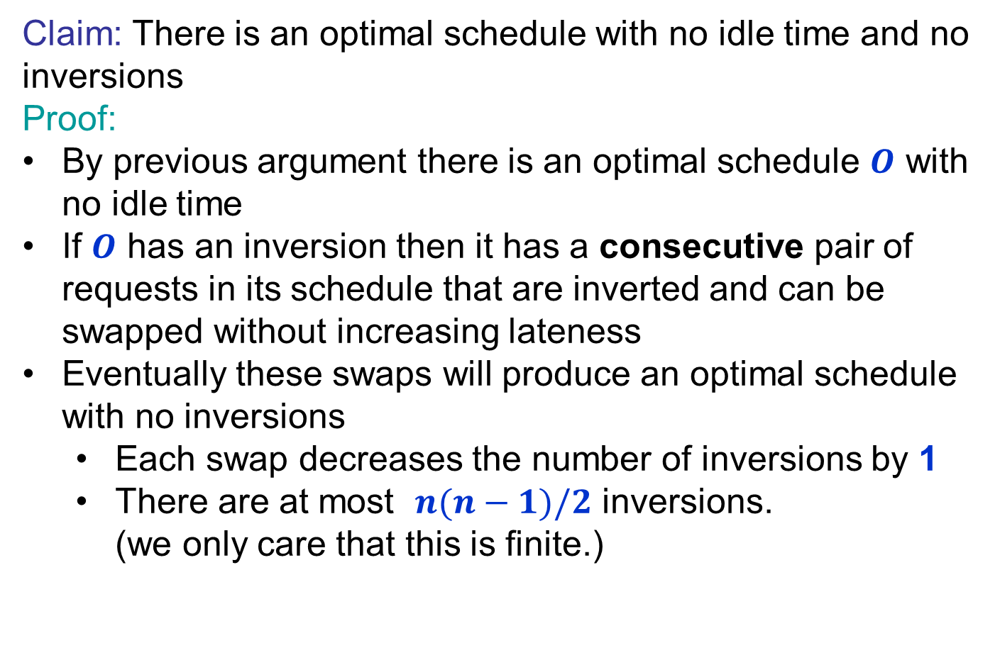 Claim: There is an optimal schedule with no idle time and no
inversions
Proof:
• By previous argument there is an optimal schedule O with
no idle time
• If O has an inversion then it has a consecutive pair of
requests in its schedule that are inverted and can be
swapped without increasing lateness
• Eventually these swaps will produce an optimal schedule
with no inversions
• Each swap decreases the number of inversions by 1
• There are at most n(n − 1)/2 inversions.
(we only care that this is finite.)